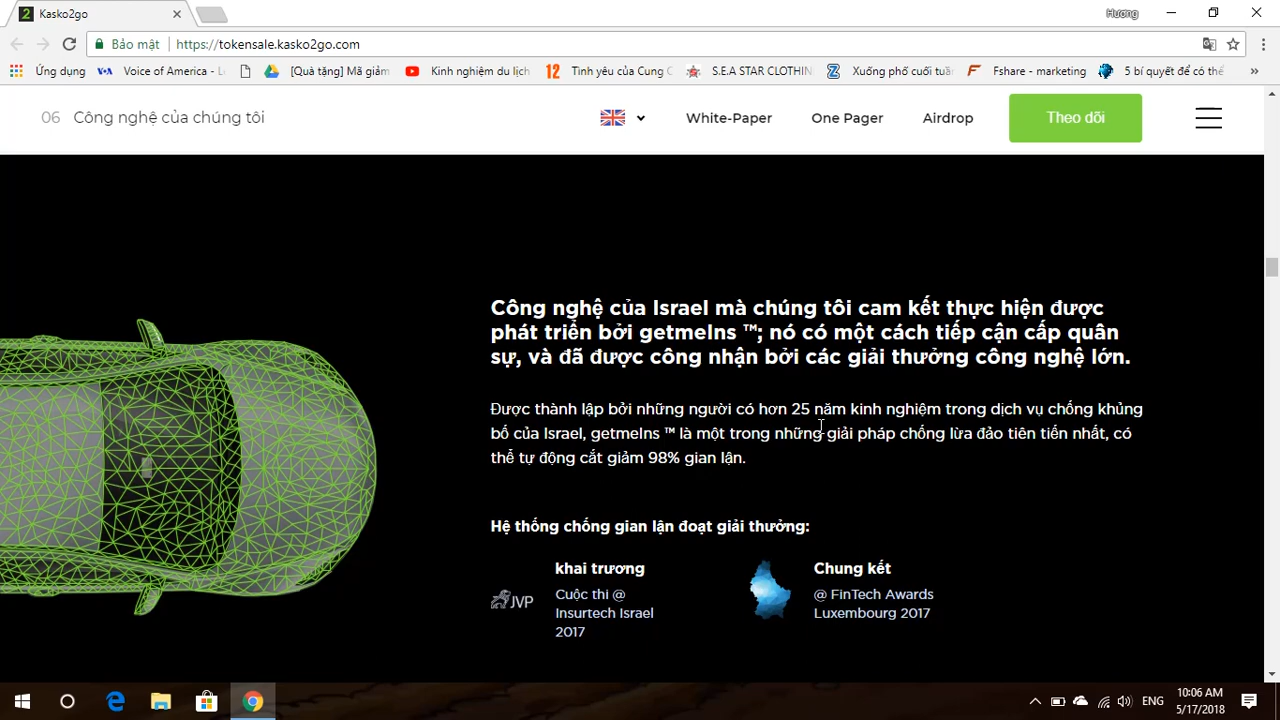 Kasko2go
Hương
Bảo mật
https://tokensale.kasko2go.com
Ứng dụng
Voice of America - L
[Quà tặng] Mã giảm
Kinh nghiệm du lịch
12 Tình yêu của Cung C
S.E.A STAR CLOTHIN
Xuống phố cuối tuần
Fshare - marketing
5 bí quyết để có thể
»
06 Công nghệ của chúng tôi
White-Paper
One Pager
Airdrop
Theo dõi
Công nghệ của Israel mà chúng tôi cam kết thực hiện được
phát triển bởi getmeIns ™; nó có một cách tiếp cận cấp quân
sự, và đã được công nhận bởi các giải thưởng công nghệ lớn.
Được thành lập bởi những người có hơn 25 năm kinh nghiệm trong dịch vụ chống khủng
bố của Israel, getmeIns ™ là một trong những giải pháp chống lừa đảo tiên tiến nhất, có
thể tự động cắt giảm 98% gian lận.
Hệ thống chống gian lận đoạt giải thưởng:
khai trương
JVP
Cuộc thi @
Insurtech Israel
2017
Chung kết
@ FinTech Awards
Luxembourg 2017
ENG
10:06 AM
5/17/2018